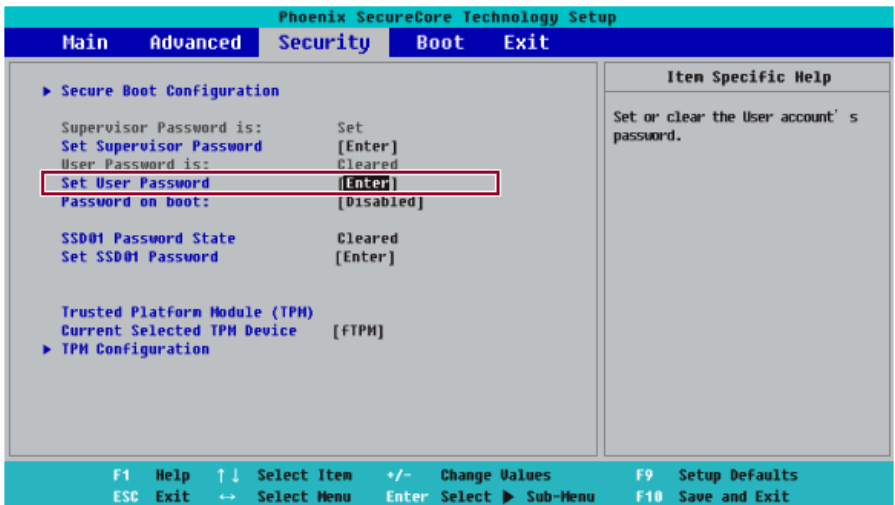 Phoenix SecureCore Technology Setup
Main Advanced Security Boot Exit
Item Specific Help
▶ Secure Boot Configuration
Set or clear the User account's
password.
Supervisor Password is: Set
Set Supervisor Password [Enter]
User Password is: Cleared
Set User Password [Enter]
Password on boot: [Disabled]
SSD01 Password State Cleared
Set SSD01 Password [Enter]
Trusted Platform Module (TPM)
Current Selected TPM Device [fTPM]
▶ TPM Configuration
F1 Help ↑↓ Select Item +/- Change Values F9 Setup Defaults
ESC Exit ↔ Select Menu Enter Select ▶ Sub-Menu F10 Save and Exit